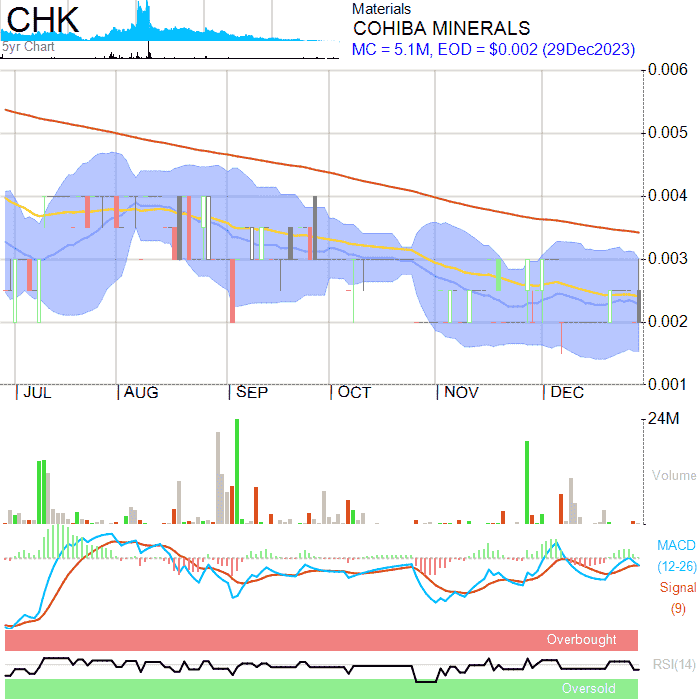 CHK
5yr Chart
Materials
COHIBA MINERALS
MC = 5.1M, EOD = $0.002 (29Dec2023)
0.006
0.005
0.004
0.003
0.002
0.001
JUL AUG SEP OCT NOV DEC
24M
Volume
MACD
(12-26)
Signal
(9)
Overbought
RSI(14)
Oversold